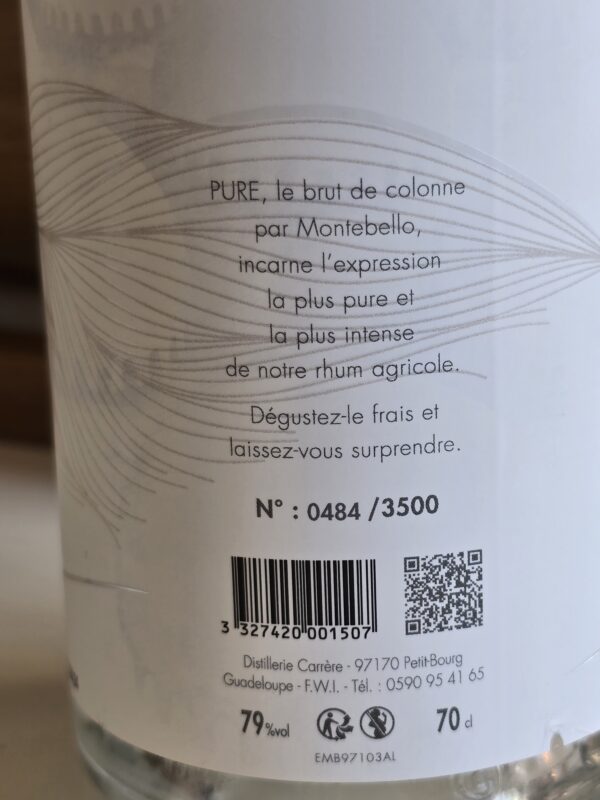 PURE, le brut de colonne
par Montebello,
incarne l'expression
la plus pure et
la plus intense
de notre rhum agricole.
Dégustez-le frais et
laissez-vous surprendre.
N° : 0484 /3500
3 327420 001507
Distillerie Carrère - 97170 Petit-Bourg
Guadeloupe - F.W.I. - Tél. : 0590 95 41 65
79%vol 70 cl
EMB97103AL